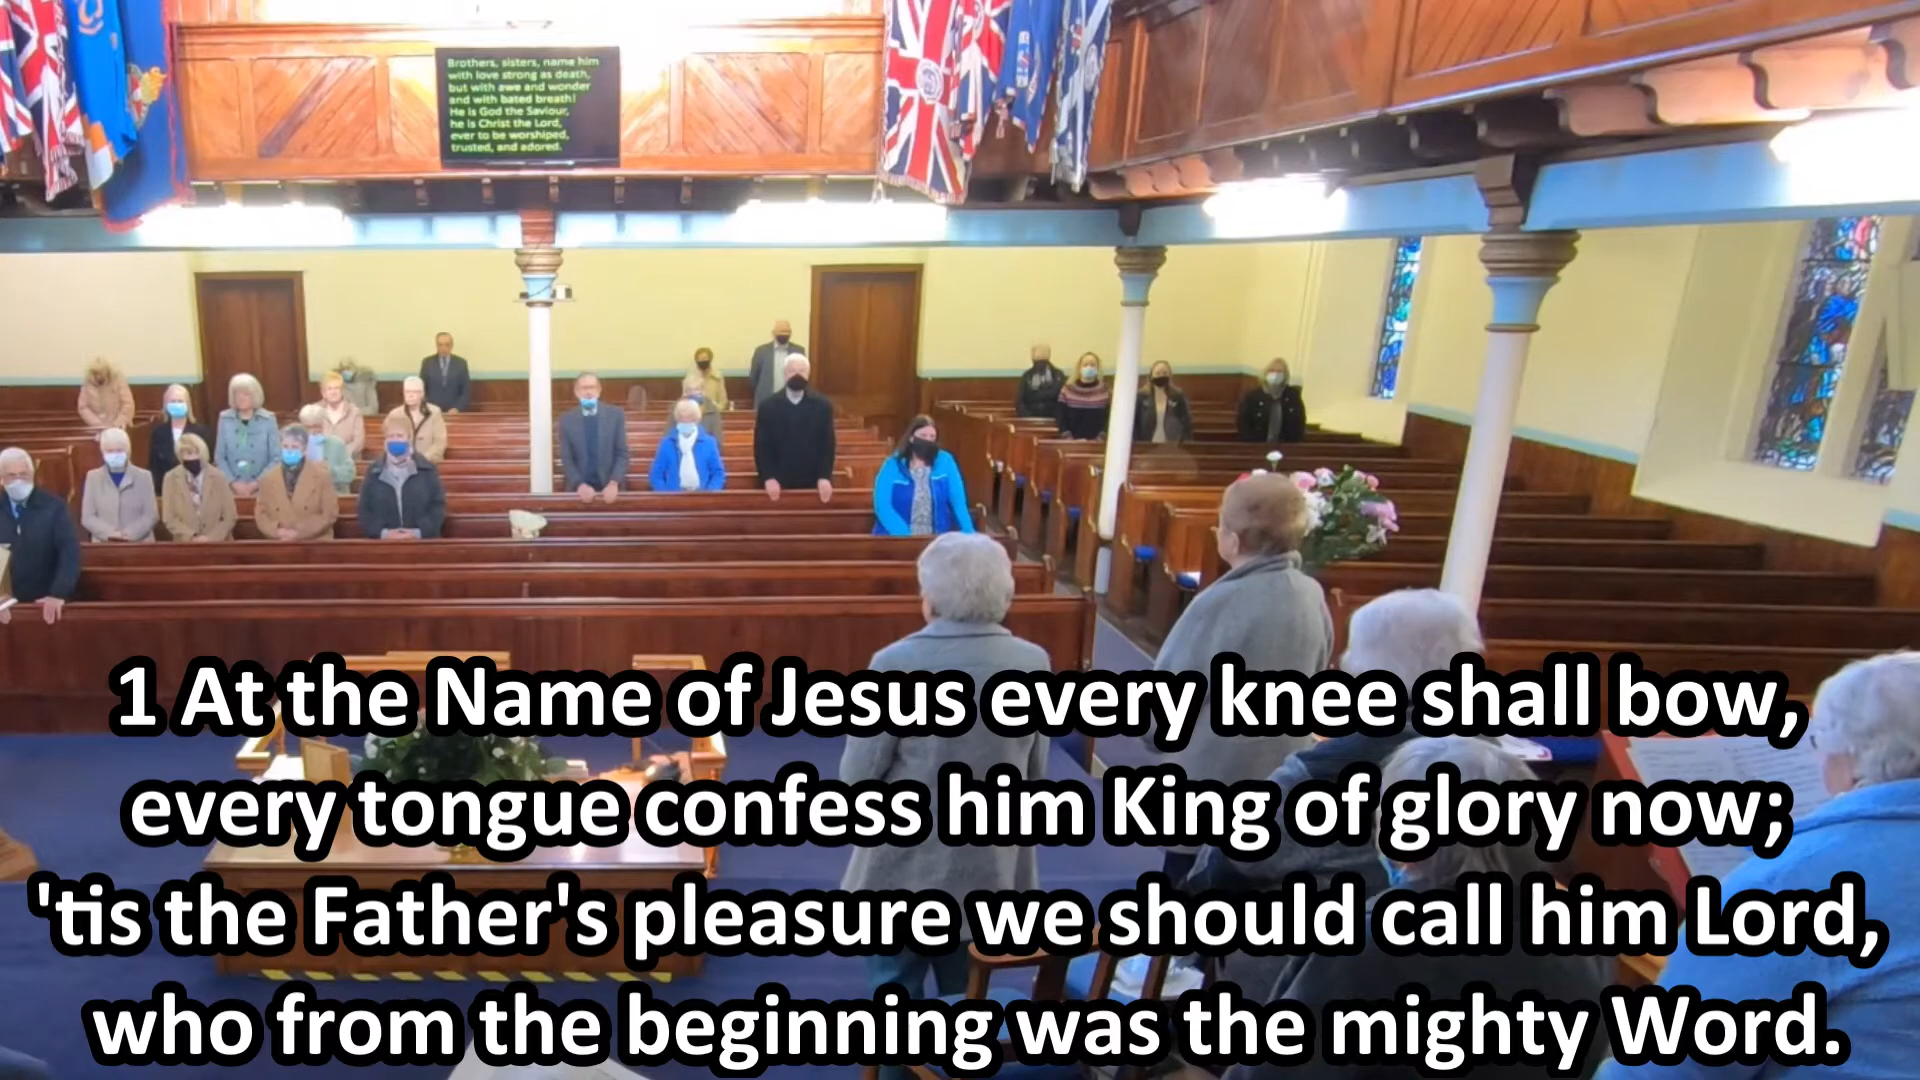 Brothers, sisters, name him
with love strong as death,
but with awe and wonder
and with bated breath!
He is God the Saviour,
he is Christ the Lord,
ever to be worshiped,
trusted, and adored.
1 At the Name of Jesus every knee shall bow,
every tongue confess him King of glory now;
'tis the Father's pleasure we should call him Lord,
who from the beginning was the mighty Word.